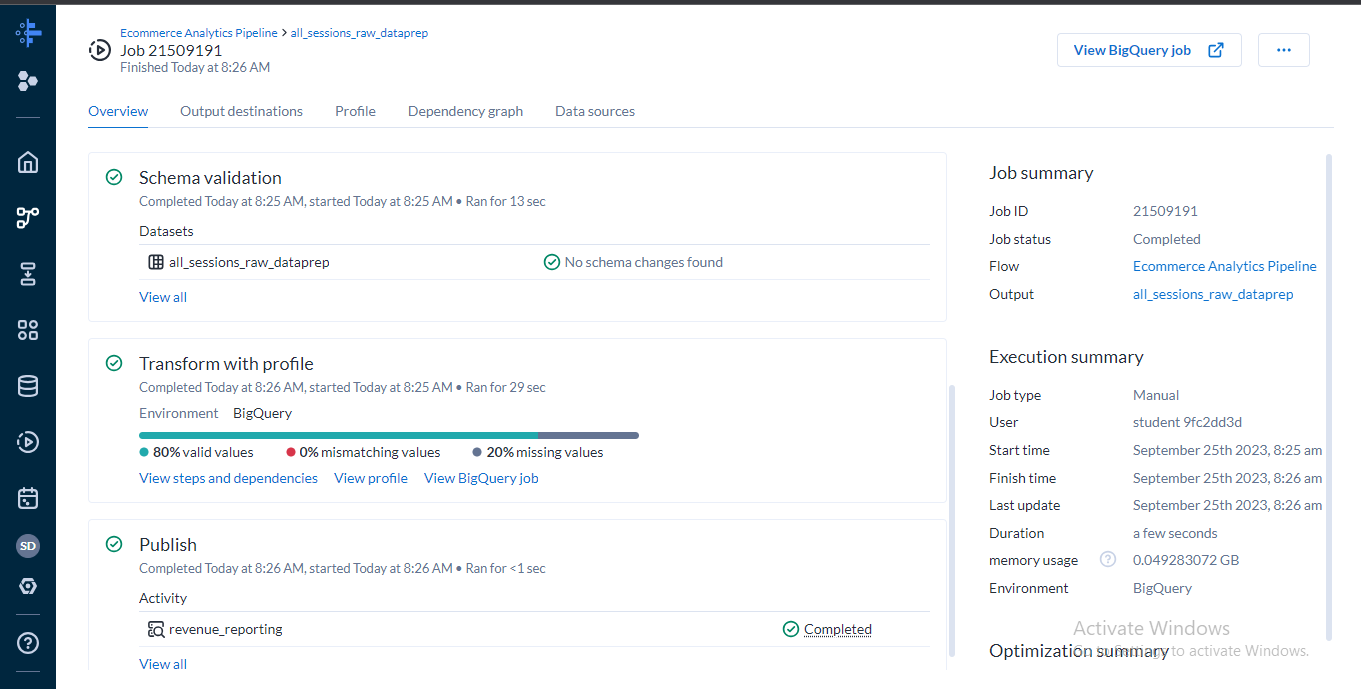 Ecommerce Analytics Pipeline > all_sessions_raw_dataprep
Job 21509191
Finished Today at 8:26 AM
View BigQuery job
...
Overview Output destinations Profile Dependency graph Data sources
Schema validation
Completed Today at 8:25 AM, started Today at 8:25 AM • Ran for 13 sec
Datasets
all_sessions_raw_dataprep No schema changes found
View all
Transform with profile
Completed Today at 8:26 AM, started Today at 8:25 AM • Ran for 29 sec
Environment BigQuery
80% valid values 0% mismatching values 20% missing values
View steps and dependencies View profile View BigQuery job
Publish
Completed Today at 8:26 AM, started Today at 8:26 AM • Ran for <1 sec
Activity
revenue_reporting Completed
View all
Job summary
Job ID 21509191
Job status Completed
Flow Ecommerce Analytics Pipeline
Output all_sessions_raw_dataprep
Execution summary
Job type Manual
User student 9fc2dd3d
Start time September 25th 2023, 8:25 am
Finish time September 25th 2023, 8:26 am
Last update September 25th 2023, 8:26 am
Duration a few seconds
memory usage ? 0.049283072 GB
Environment BigQuery
Optimization summary
Activate Windows
Go to Settings to activate Windows.
SD
?